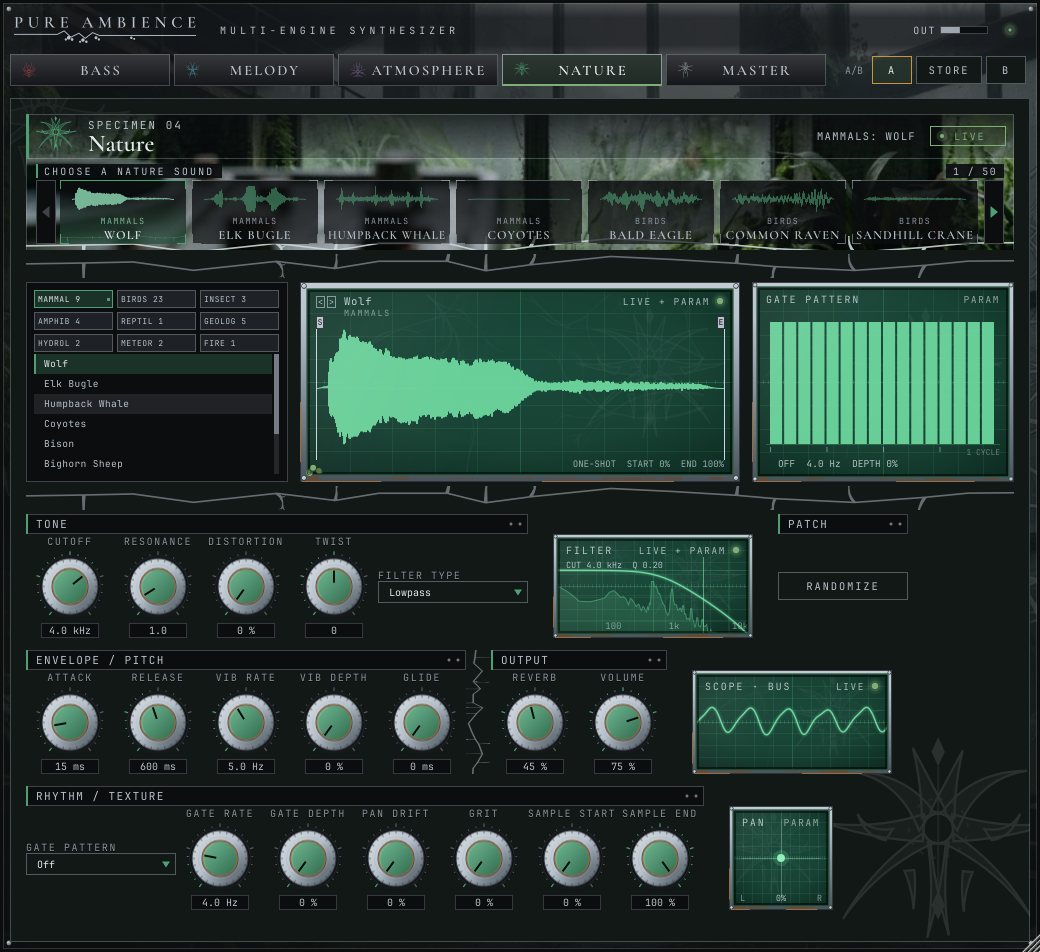 PURE AMBIENCE
MULTI-ENGINE SYNTHESIZER
OUT
BASS
MELODY
ATMOSPHERE
NATURE
MASTER
A/B
A
STORE
B
SPECIMEN 04
Nature
MAMMALS: WOLF
LIVE
CHOOSE A NATURE SOUND
1 / 50
MAMMALS
WOLF
MAMMALS
ELK BUGLE
MAMMALS
HUMPBACK WHALE
MAMMALS
COYOTES
BIRDS
BALD EAGLE
BIRDS
COMMON RAVEN
BIRDS
SANDHILL CRANE
MAMMAL 9
BIRDS 23
INSECT 3
AMPHIB 4
REPTIL 1
GEOLOG 5
HYDROL 2
METEOR 2
FIRE 1
Wolf
Elk Bugle
Humpback Whale
Coyotes
Bison
Bighorn Sheep
< > Wolf
MAMMALS
LIVE + PARAM
S
E
ONE-SHOT START 0% END 100%
GATE PATTERN
PARAM
1 CYCLE
OFF 4.0 Hz DEPTH 0%
TONE
CUTOFF
RESONANCE
DISTORTION
TWIST
FILTER TYPE
Lowpass
4.0 kHz
1.0
0 %
0
FILTER
LIVE + PARAM
CUT 4.0 kHz Q 0.20
100
1k
10k
PATCH
RANDOMIZE
ENVELOPE / PITCH
ATTACK
RELEASE
VIB RATE
VIB DEPTH
GLIDE
15 ms
600 ms
5.0 Hz
0 %
0 ms
OUTPUT
REVERB
VOLUME
45 %
75 %
SCOPE · BUS
LIVE
RHYTHM / TEXTURE
GATE PATTERN
Off
GATE RATE
GATE DEPTH
PAN DRIFT
GRIT
SAMPLE START
SAMPLE END
4.0 Hz
0 %
0 %
0 %
0 %
100 %
PAN
PARAM
L
0%
R